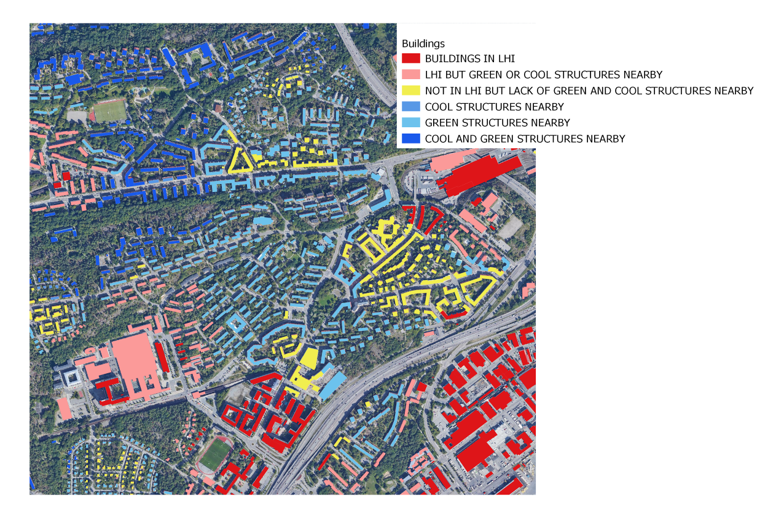 Buildings
BUILDINGS IN LHI
LHI BUT GREEN OR COOL STRUCTURES NEARBY
NOT IN LHI BUT LACK OF GREEN AND COOL STRUCTURES NEARBY
COOL STRUCTURES NEARBY
GREEN STRUCTURES NEARBY
COOL AND GREEN STRUCTURES NEARBY